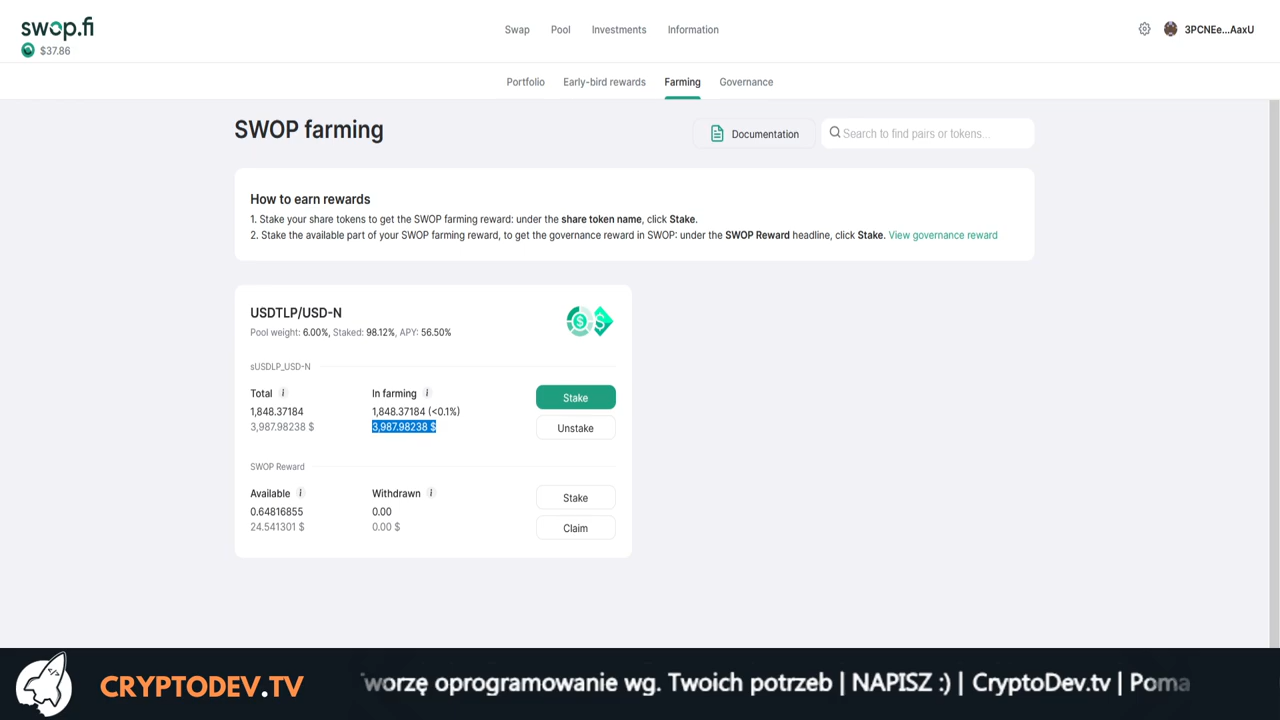 swop.fi
$37.86
Swap Pool Investments Information
3PCNEe...AaxU
Portfolio Early-bird rewards Farming Governance
SWOP farming
Documentation
Search to find pairs or tokens...
How to earn rewards
1. Stake your share tokens to get the SWOP farming reward: under the share token name, click Stake.
2. Stake the available part of your SWOP farming reward, to get the governance reward in SWOP: under the SWOP Reward headline, click Stake. View governance reward
USDTLP/USD-N
Pool weight: 6.00%, Staked: 98.12%, APY: 56.50%
sUSDLP_USD-N
Total i In farming i
Stake
1,848.37184 1,848.37184 (<0.1%)
3,987.98238 $ 3,987.98238 $
Unstake
SWOP Reward
Available i Withdrawn i
Stake
0.64816855 0.00
24.541301 $ 0.00 $
Claim
CRYPTODEV.TV
Tworzę oprogramowanie wg. Twoich potrzeb | NAPISZ :) | CryptoDev.tv | Poma